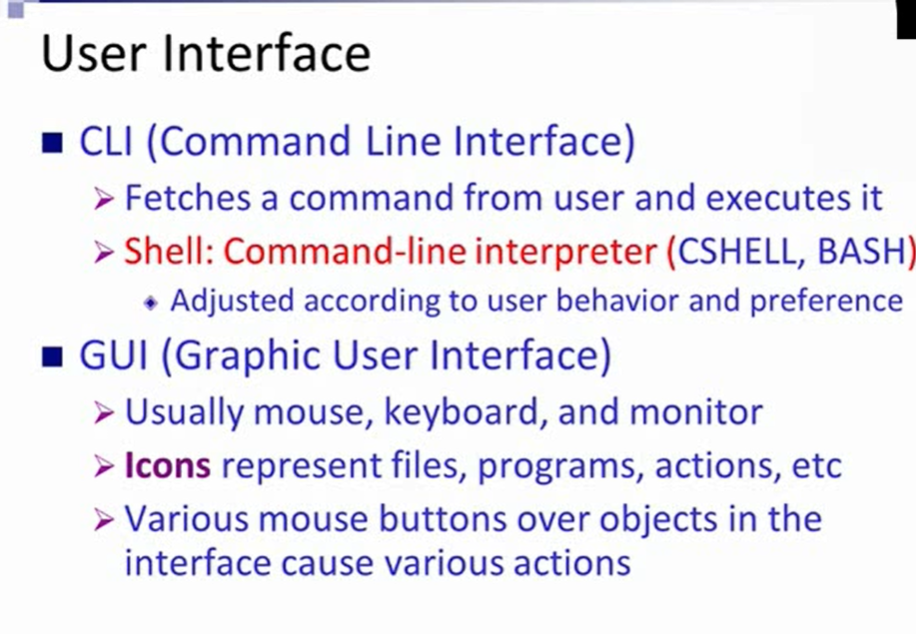 User Interface
CLI (Command Line Interface)
Fetches a command from user and executes it
Shell: Command-line interpreter (CSHELL, BASH)
Adjusted according to user behavior and preference
GUI (Graphic User Interface)
Usually mouse, keyboard, and monitor
Icons represent files, programs, actions, etc
Various mouse buttons over objects in the
interface cause various actions